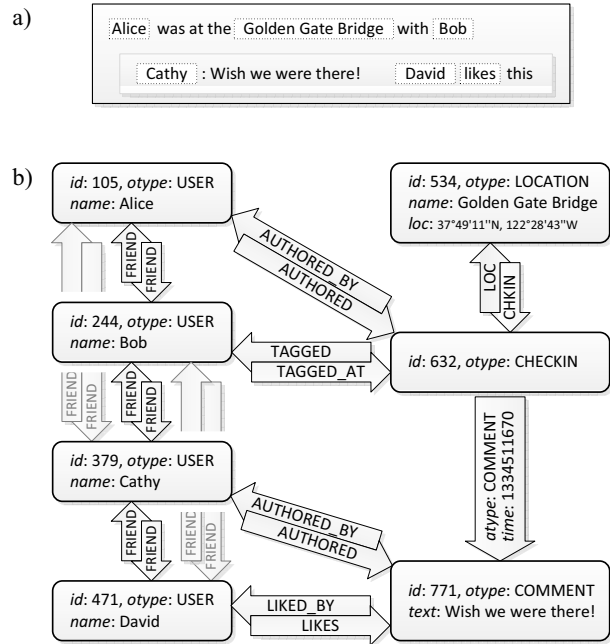 a)
Alice was at the Golden Gate Bridge with Bob
Cathy : Wish we were there! David likes this
b)
id: 105, otype: USER
name: Alice
id: 534, otype: LOCATION
name: Golden Gate Bridge
loc: 37°49'11"N, 122°28'43"W
AUTHORED_BY
AUTHORED
FRIEND
FRIEND
LOC
CHKIN
id: 244, otype: USER
name: Bob
TAGGED
TAGGED_AT
id: 632, otype: CHECKIN
FRIEND
FRIEND
FRIEND
FRIEND
atype: COMMENT
time: 1334511670
id: 379, otype: USER
name: Cathy
AUTHORED_BY
AUTHORED
FRIEND
FRIEND
FRIEND
FRIEND
id: 471, otype: USER
name: David
LIKED_BY
LIKES
id: 771, otype: COMMENT
text: Wish we were there!